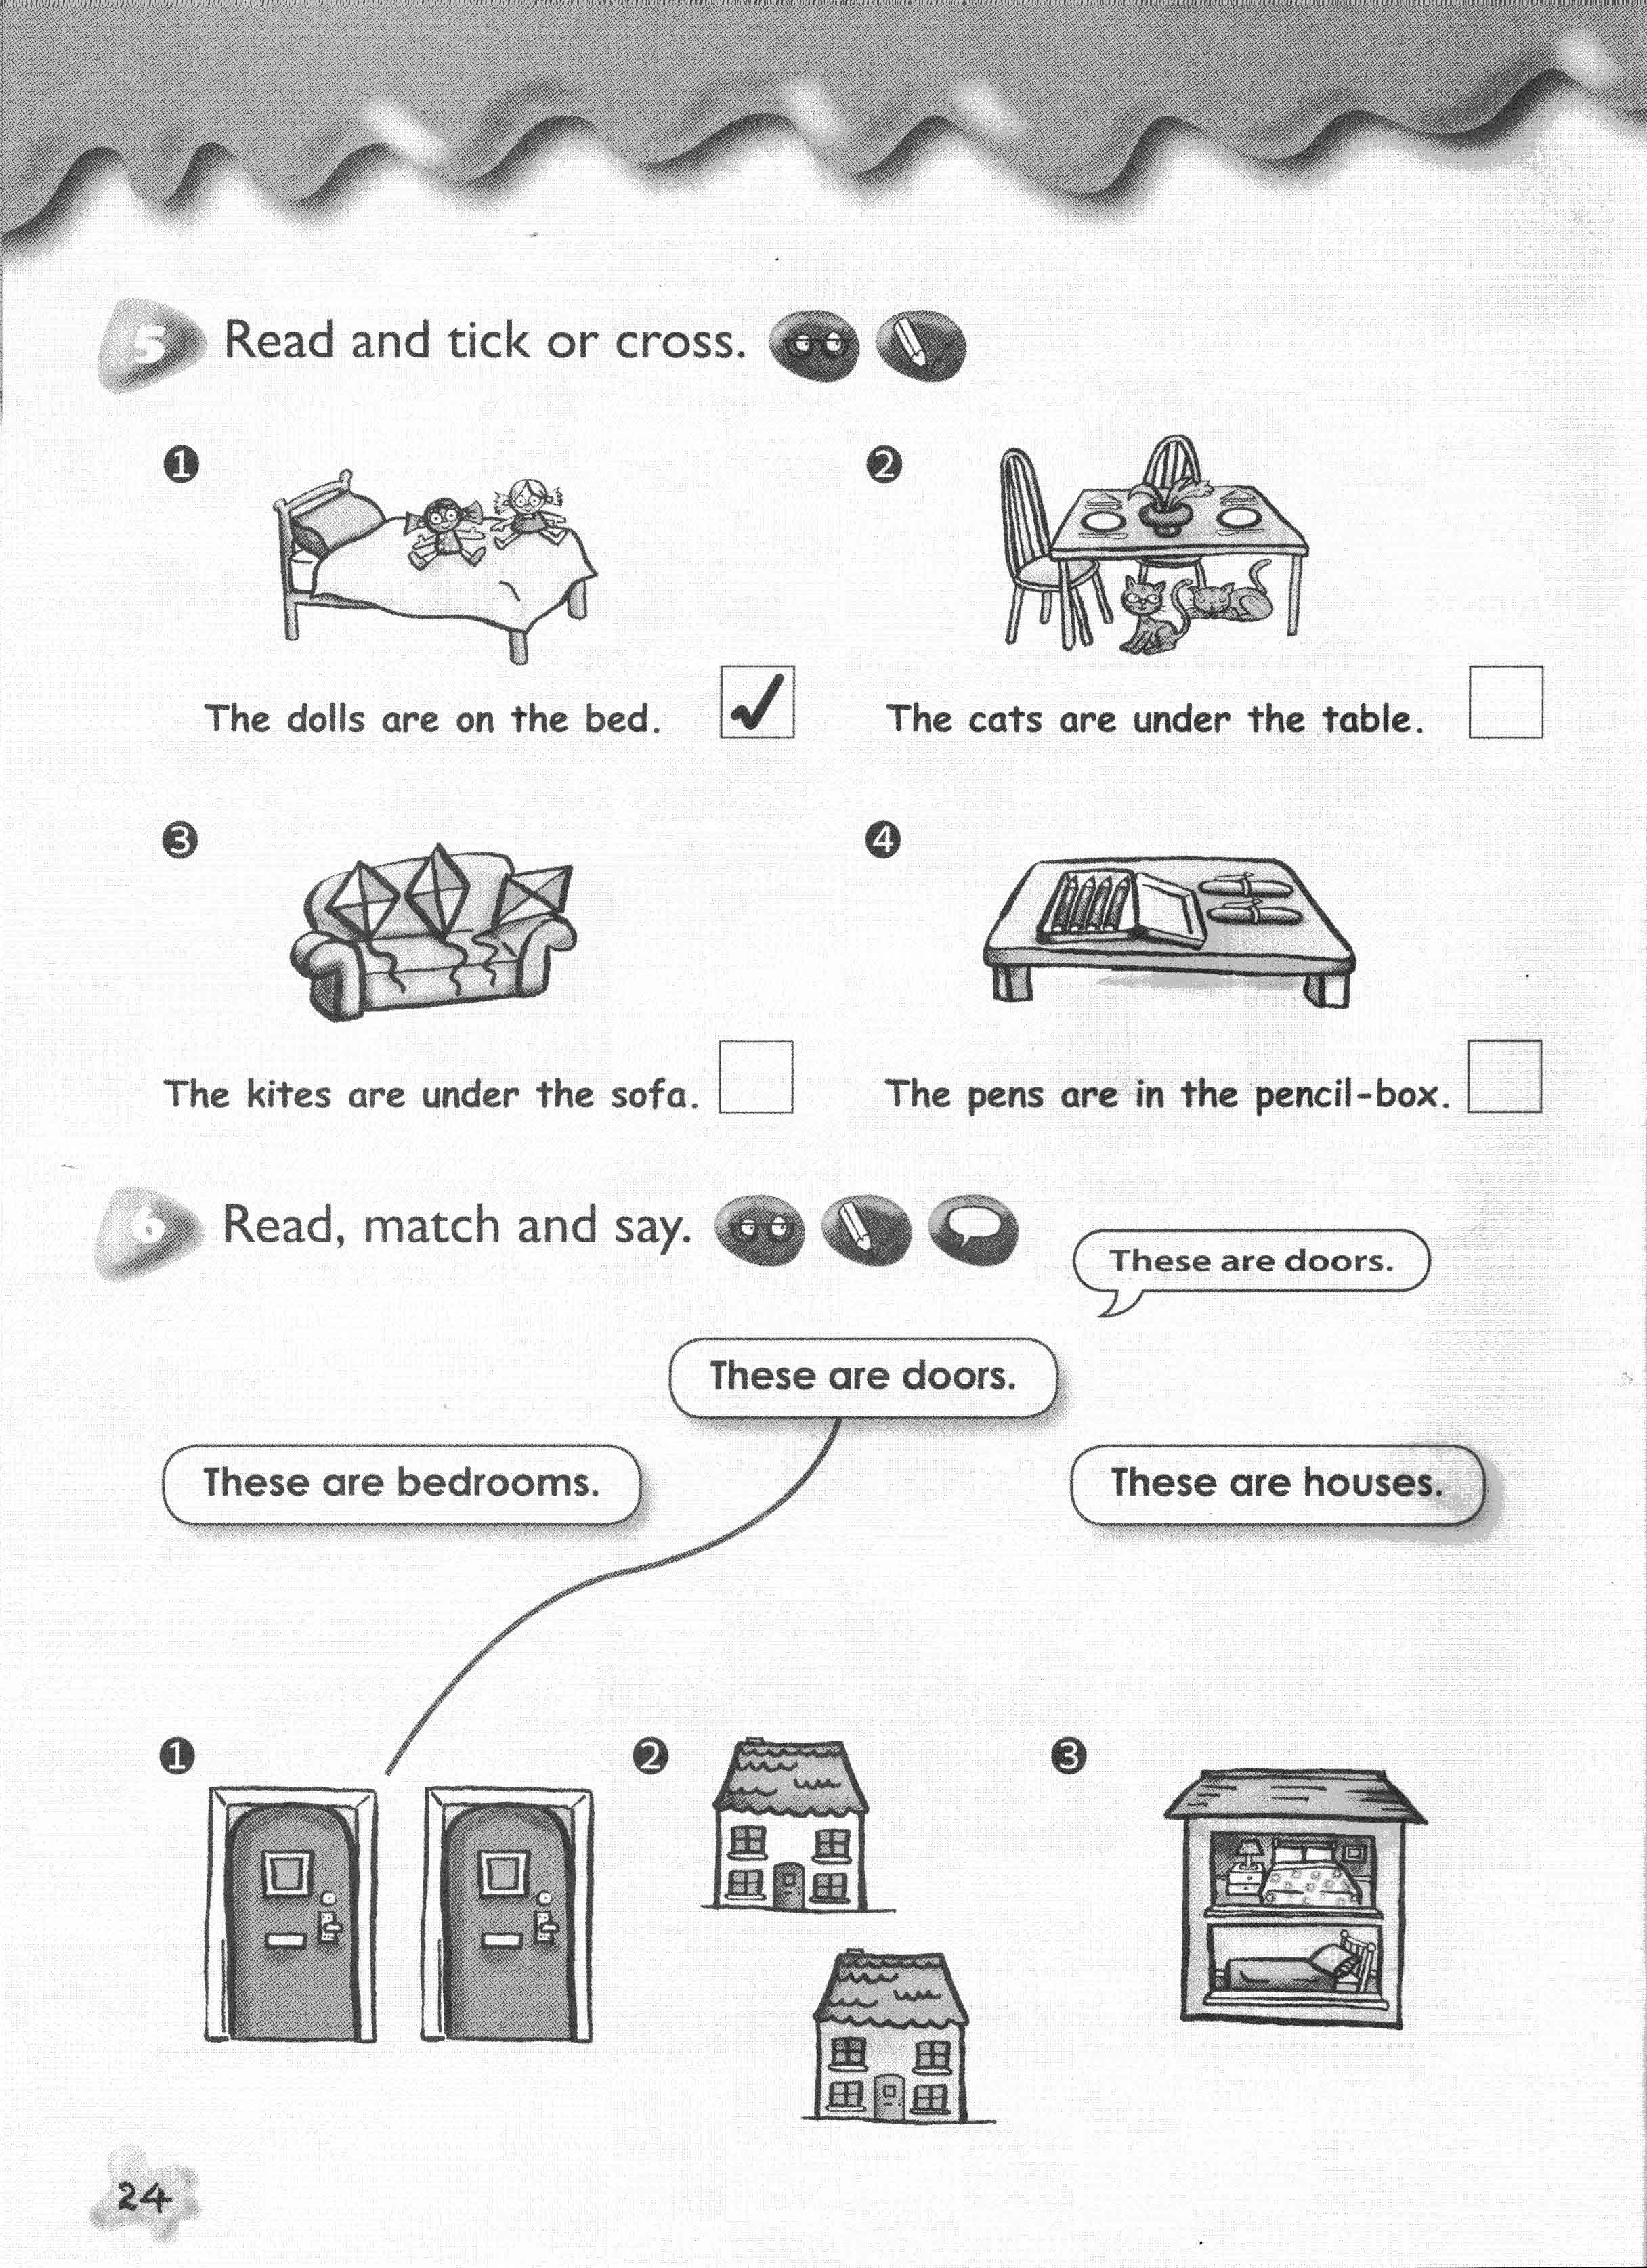 5 Read and tick or cross.
1
2
The dolls are on the bed. ✓
The cats are under the table.
3
4
The kites are under the sofa.
The pens are in the pencil-box.
6 Read, match and say.
These are doors.
These are doors.
These are bedrooms.
These are houses.
1
2
3
24